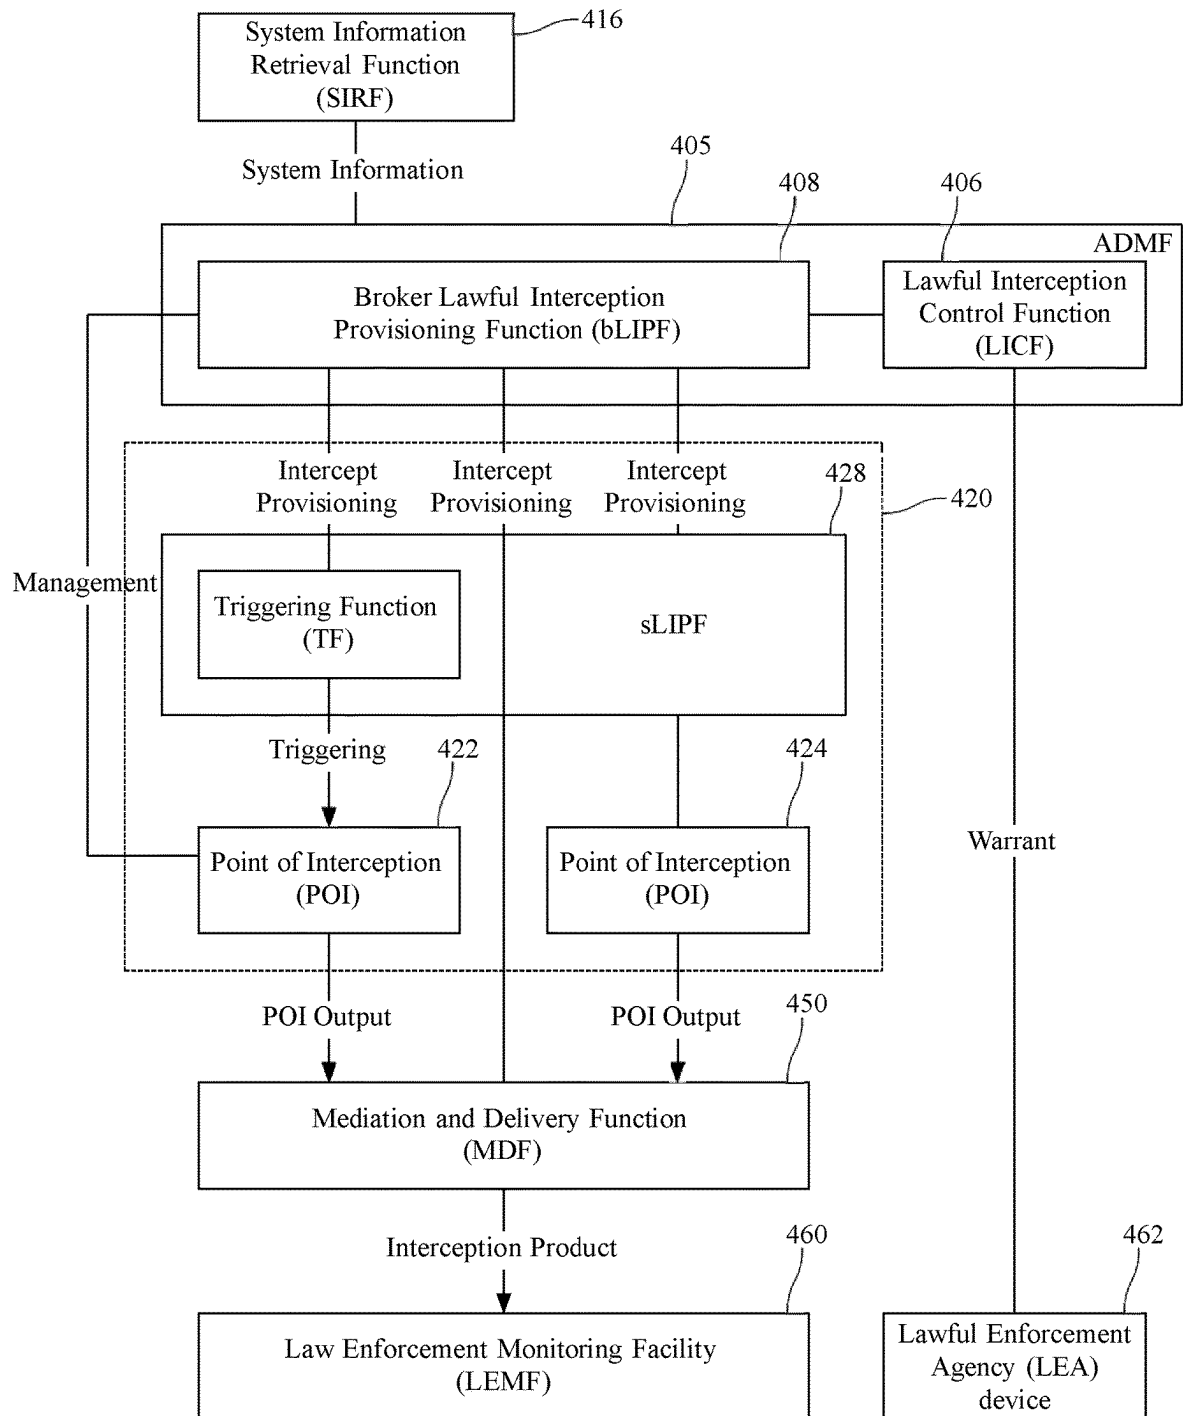 System Information
Retrieval Function
(SIRF)
416
System Information
405
408
406
ADMF
Broker Lawful Interception
Provisioning Function (bLIPF)
Lawful Interception
Control Function
(LICF)
Intercept
Provisioning
Intercept
Provisioning
Intercept
Provisioning
428
420
Management
Triggering Function
(TF)
sLIPF
Triggering
422
424
Point of Interception
(POI)
Point of Interception
(POI)
Warrant
POI Output
POI Output
450
Mediation and Delivery Function
(MDF)
Interception Product
460
462
Law Enforcement Monitoring Facility
(LEMF)
Lawful Enforcement
Agency (LEA)
device